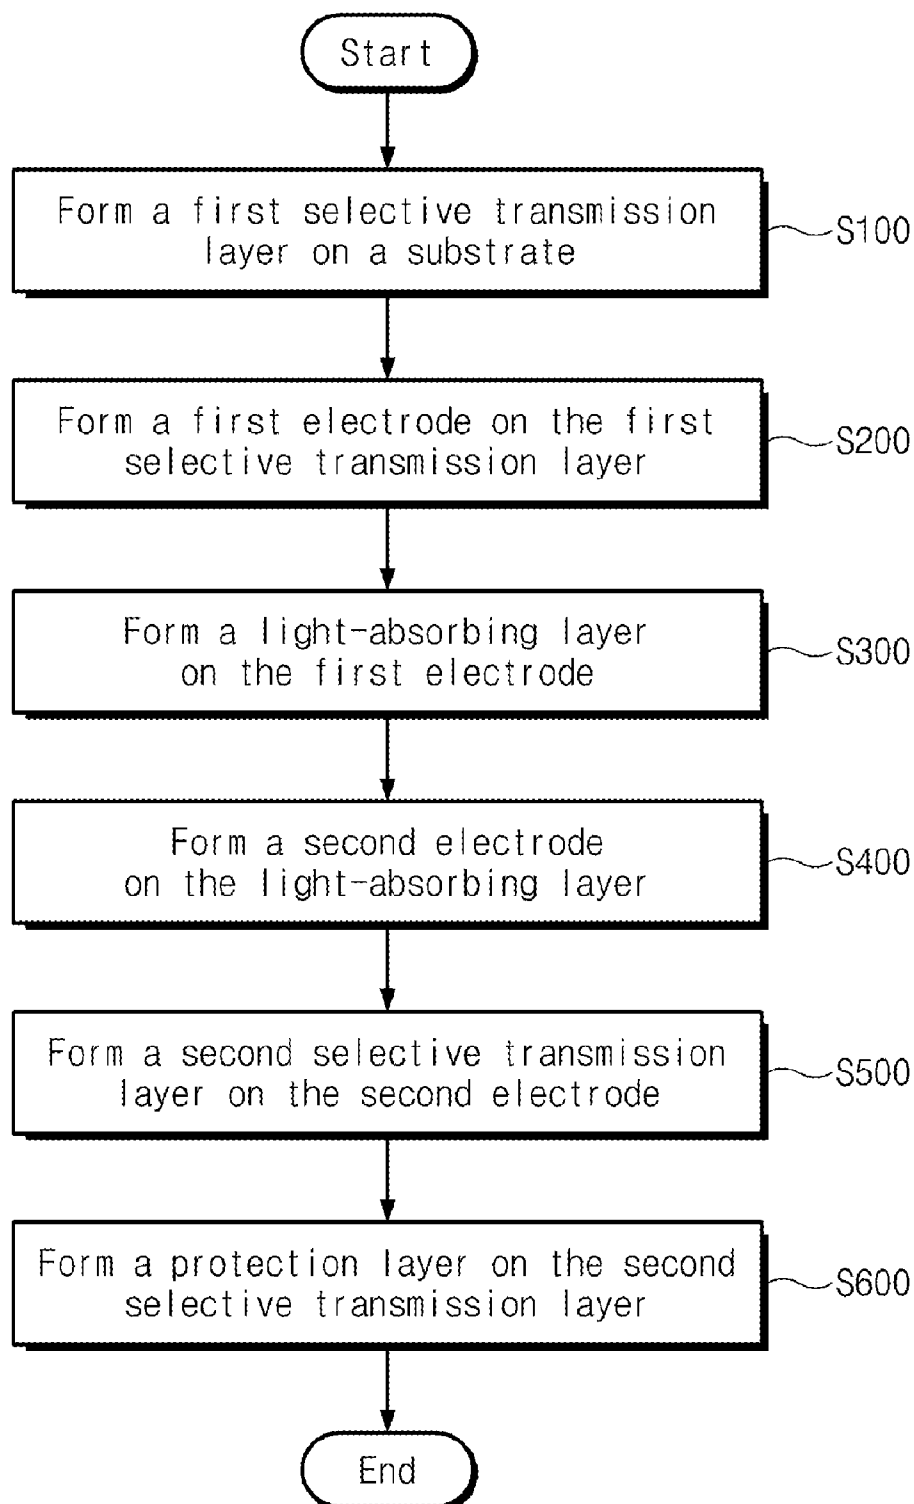 Start
Form a first selective transmission
layer on a substrate
S100
Form a first electrode on the first
selective transmission layer
S200
Form a light-absorbing layer
on the first electrode
S300
Form a second electrode
on the light-absorbing layer
S400
Form a second selective transmission
layer on the second electrode
S500
Form a protection layer on the second
selective transmission layer
S600
End